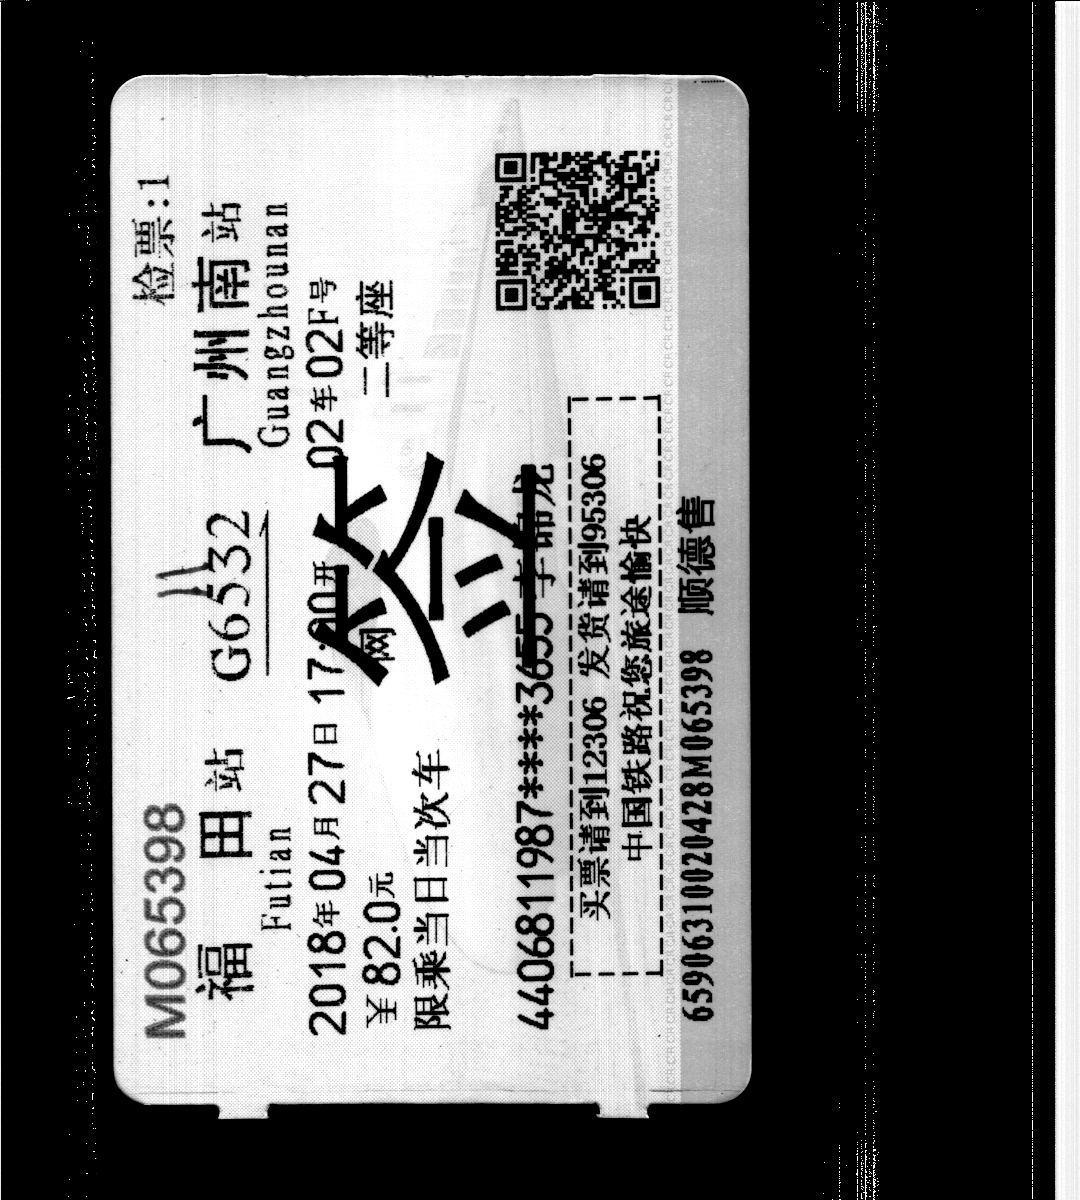 M065398 检票:1
福田站 G6532 广州南站
Futian Guangzhounan
2018年04月27日17:00开 02车02F号
￥82.0元 网 二等座
限乘当日当次车
4406811987****3655
买票请到12306 发货请到95306
中国铁路祝您旅途愉快
65906310020428M065398 顺德售